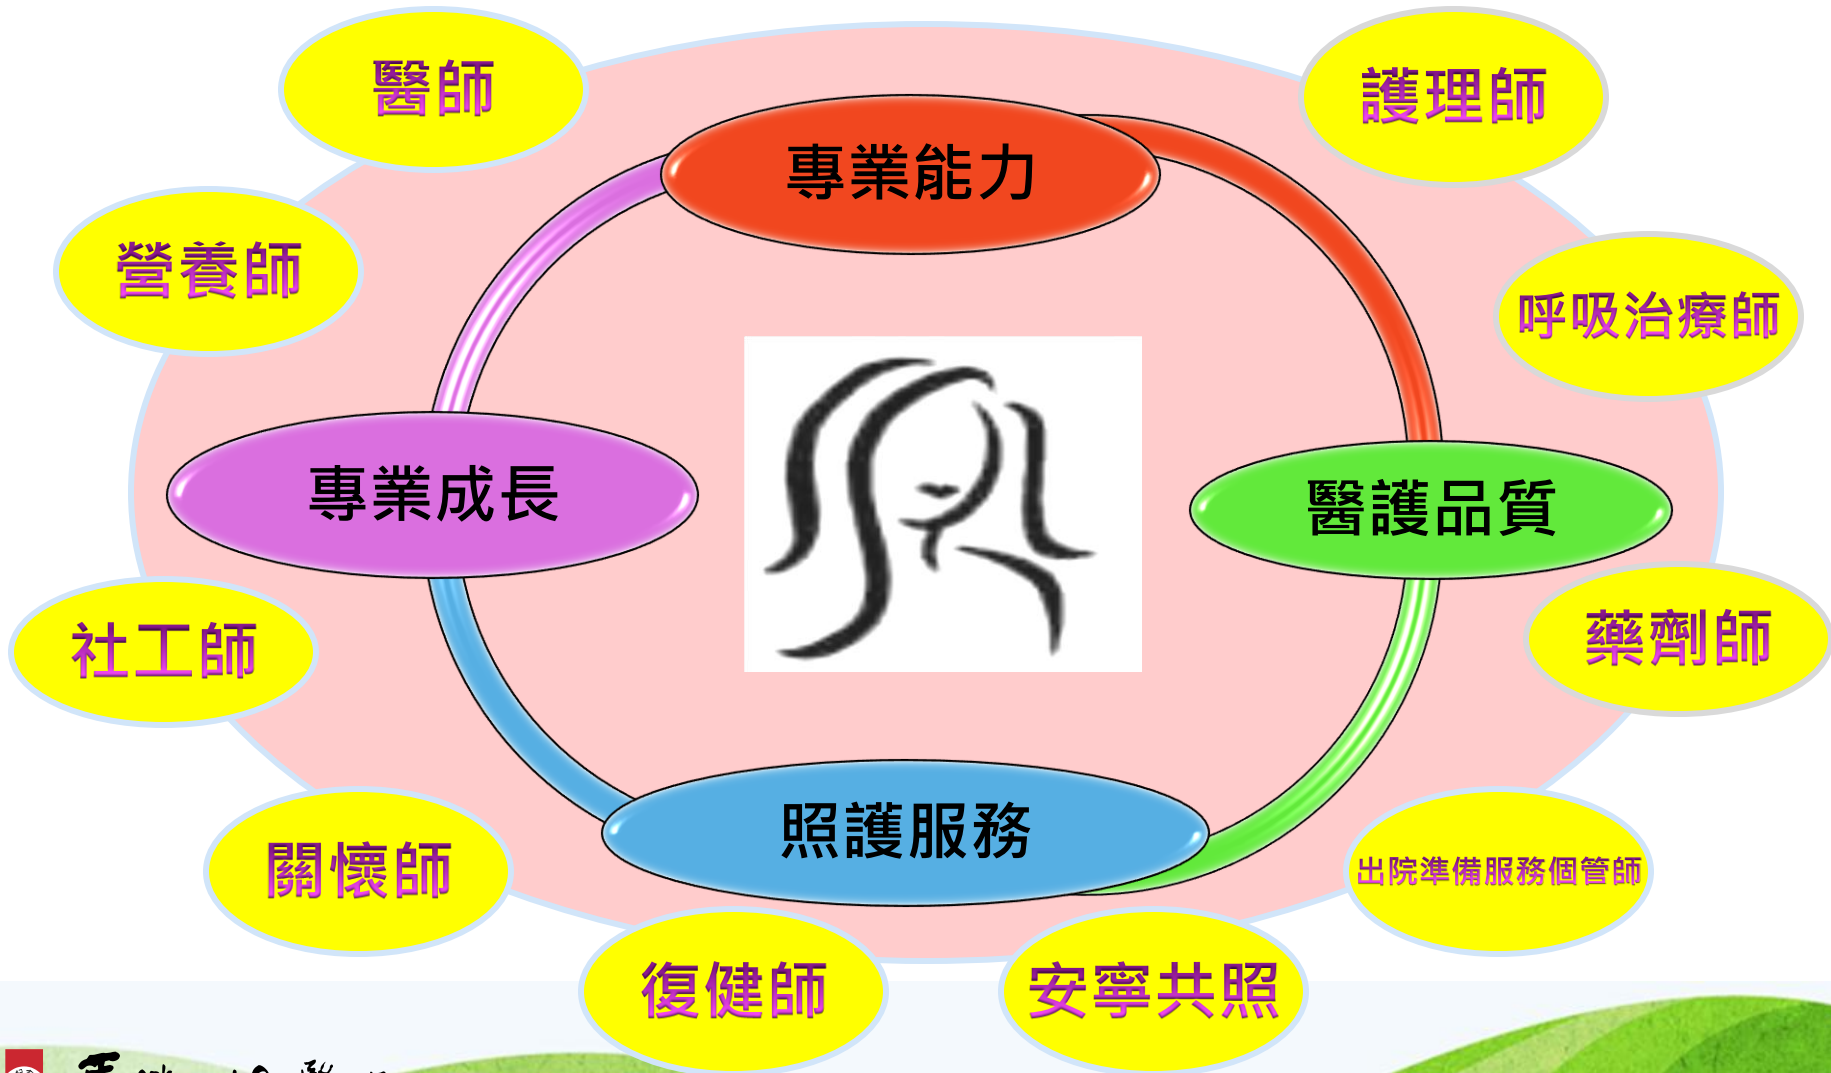 醫師
護理師
專業能力
營養師
呼吸治療師
專業成長
醫護品質
社工師
藥劑師
照護服務
關懷師
出院準備服務個管師
復健師
安寧共照